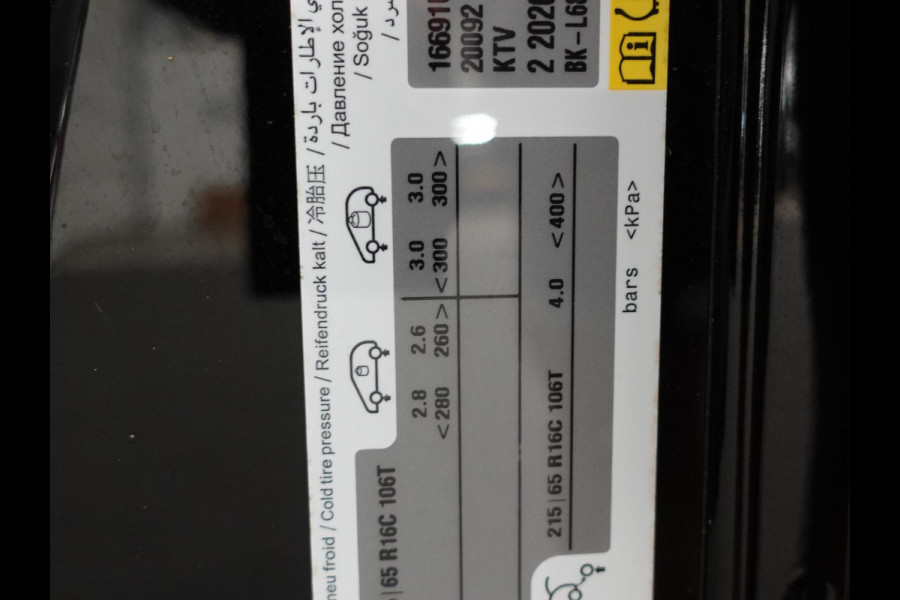 neu froid / Cold tire pressure / Reifendruck kalt / 冷胎压 / ي الإطارات باردة
/ Давление хол
/ Soğuk
16691
20092
KTV
2 2020
BK-L6
65 R16C 106T
2.8 2.6 3.0 3.0
<280 260> <300 300>
215|65 R16C 106T 4.0 <400>
bars <kPa>